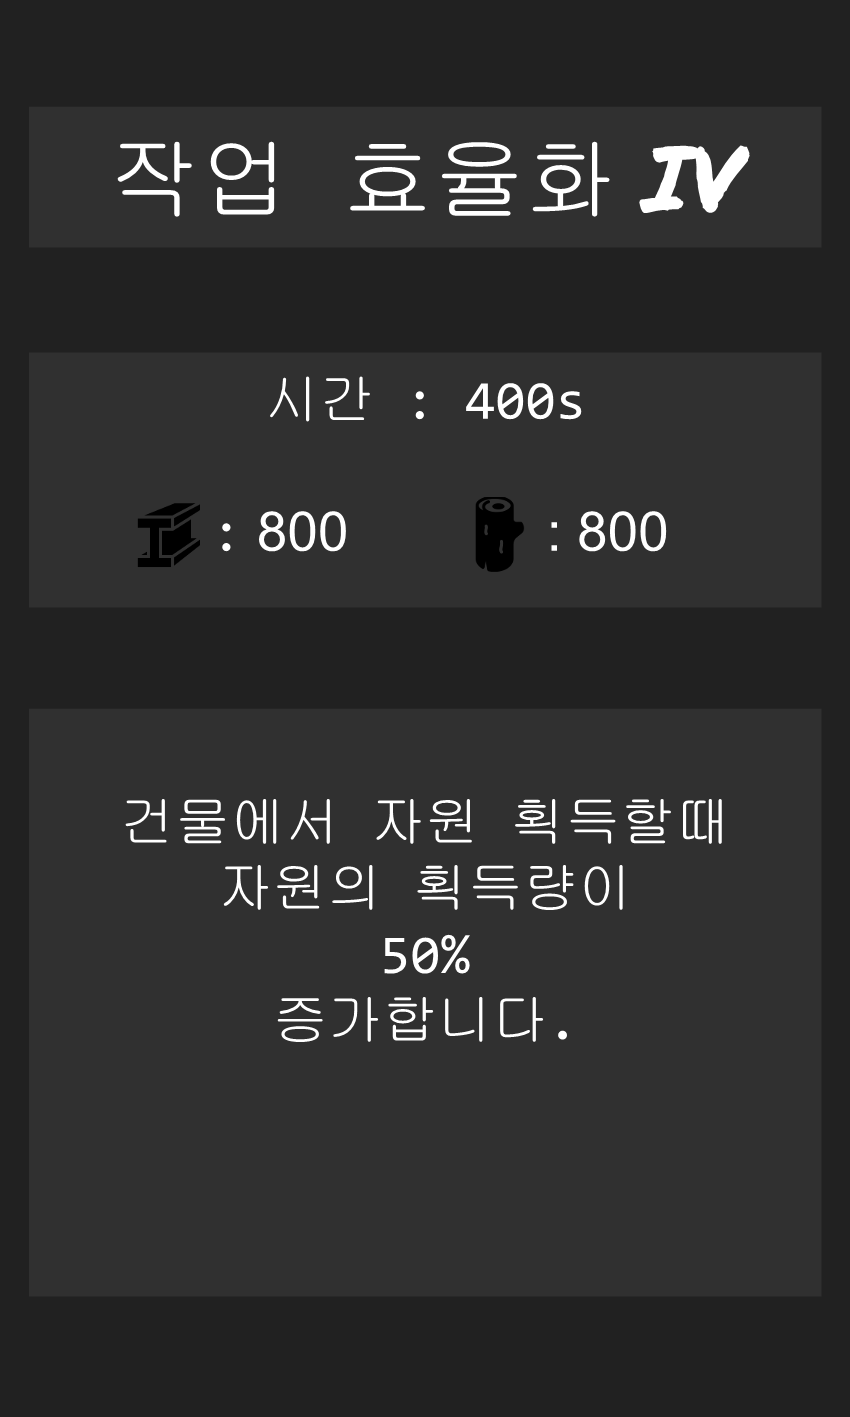 작업 효율화 IV
시간 : 400s
: 800 : 800
건물에서 자원 획득할때
자원의 획득량이
50%
증가합니다.